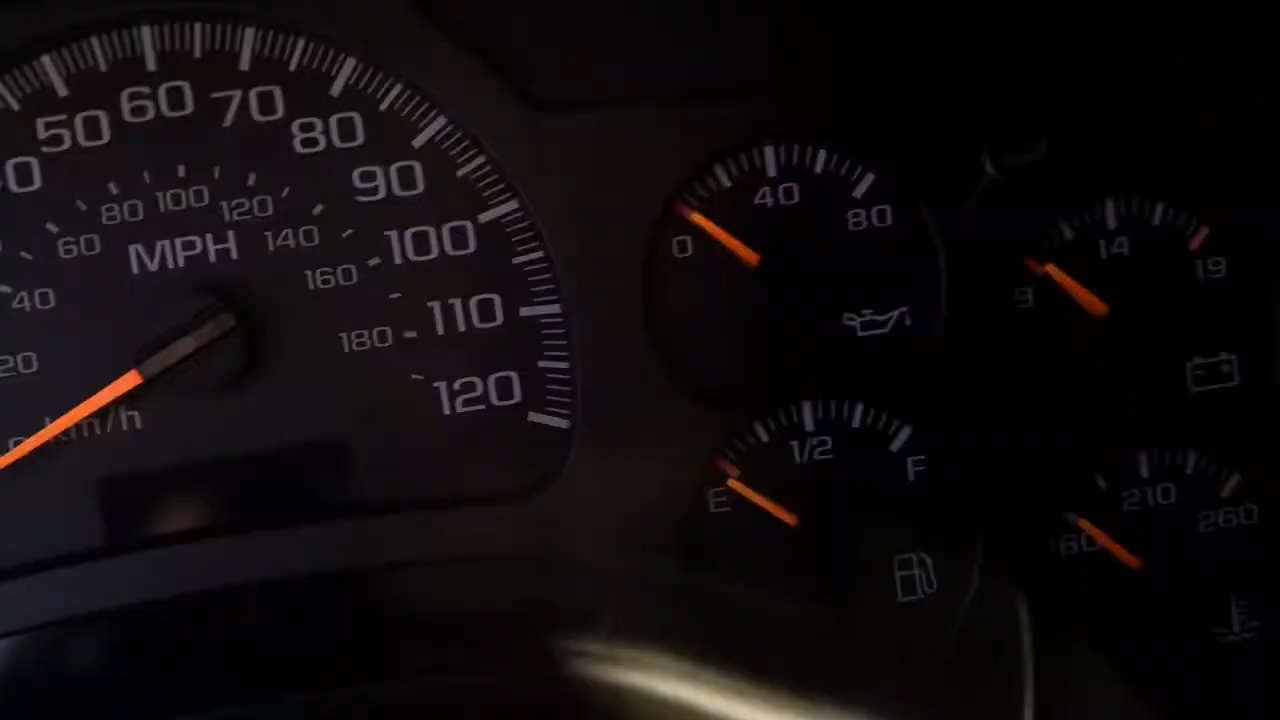 50 60 70 80 90 100 110 120
20 40 60 80 100 120 140 160 180
MPH
km/h
0 40 80
9 14 19
E 1/2 F
210 260